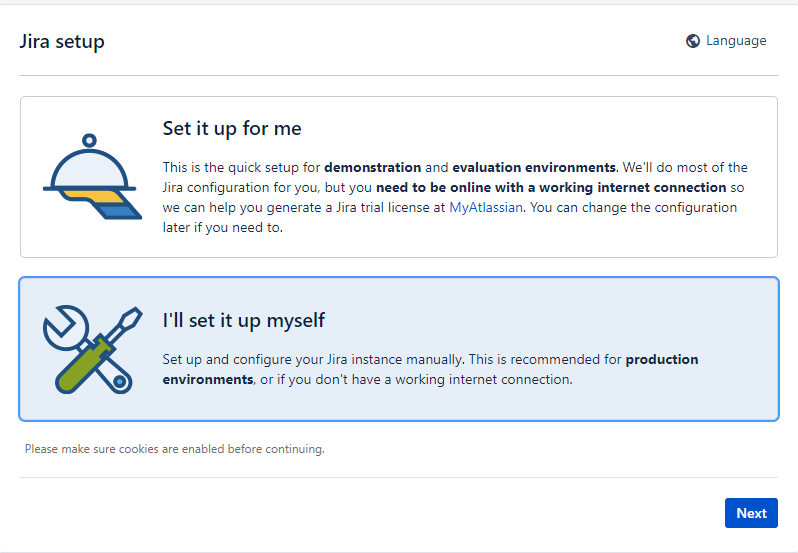 Jira setup
Language
Set it up for me
This is the quick setup for demonstration and evaluation environments. We'll do most of the
Jira configuration for you, but you need to be online with a working internet connection so
we can help you generate a Jira trial license at MyAtlassian. You can change the configuration
later if you need to.
I'll set it up myself
Set up and configure your Jira instance manually. This is recommended for production
environments, or if you don't have a working internet connection.
Please make sure cookies are enabled before continuing.
Next